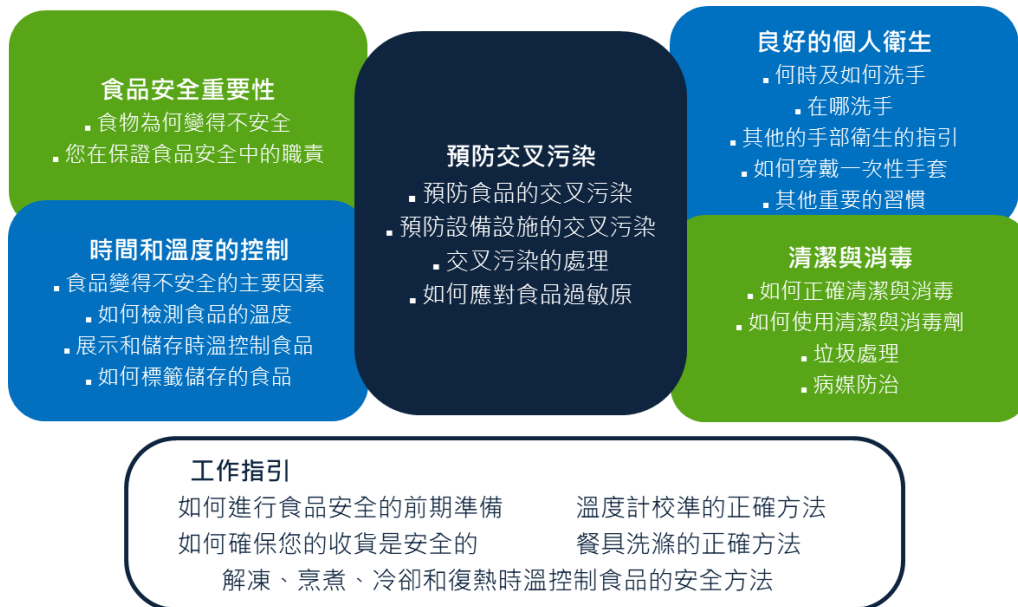 食品安全重要性
▪ 食物為何變得不安全
▪ 您在保證食品安全中的職責
時間和溫度的控制
▪ 食品變得不安全的主要因素
▪ 如何檢測食品的溫度
▪ 展示和儲存時溫控制食品
▪ 如何標籤儲存的食品
預防交叉污染
▪ 預防食品的交叉污染
▪ 預防設備設施的交叉污染
▪ 交叉污染的處理
▪ 如何應對食品過敏原
良好的個人衛生
▪ 何時及如何洗手
▪ 在哪洗手
▪ 其他的手部衛生的指引
▪ 如何穿戴一次性手套
▪ 其他重要的習慣
清潔與消毒
▪ 如何正確清潔與消毒
▪ 如何使用清潔與消毒劑
▪ 垃圾處理
▪ 病媒防治
工作指引
如何進行食品安全的前期準備 溫度計校準的正確方法
如何確保您的收貨是安全的 餐具洗滌的正確方法
解凍、烹煮、冷卻和復熱時溫控制食品的安全方法